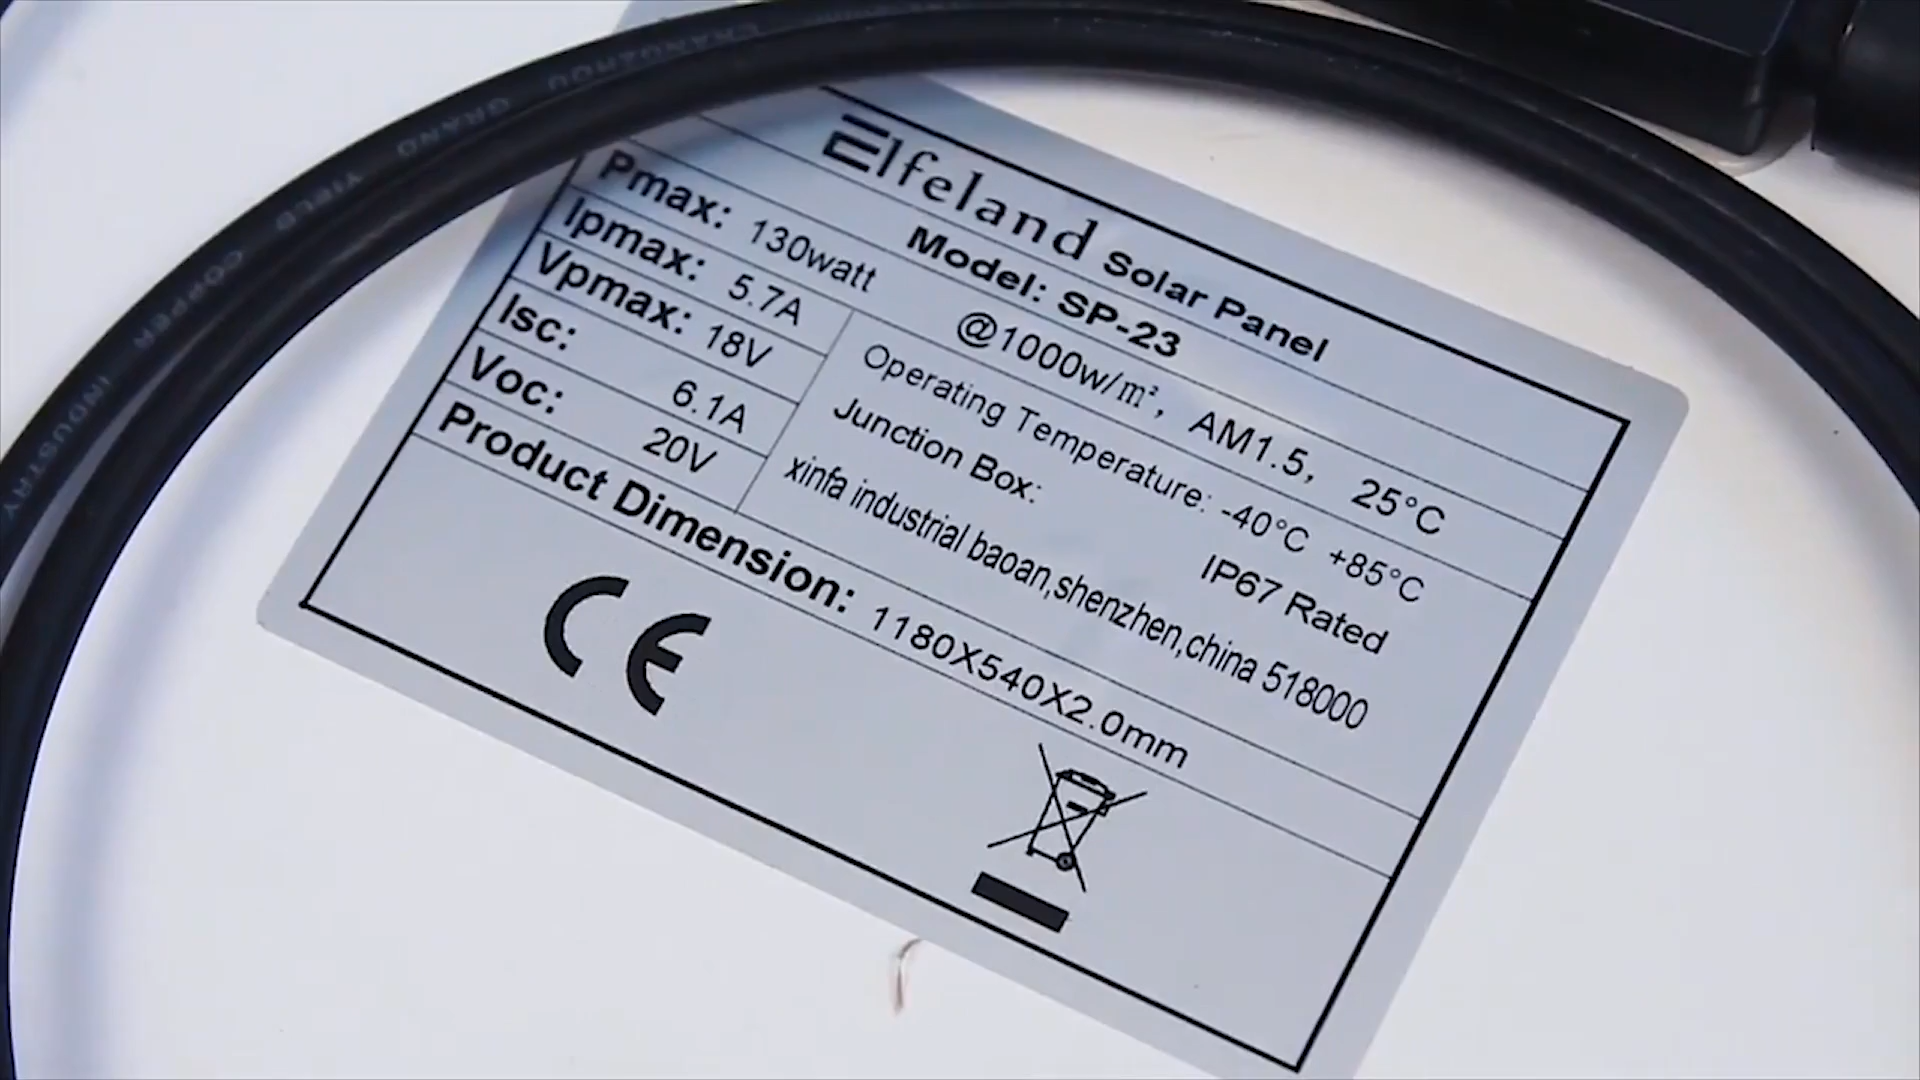 Elfeland Solar Panel
Model: SP-23
Pmax: 130watt @1000w/m², AM1.5, 25°C
Ipmax: 5.7A
Vpmax: 18V
Isc: 6.1A
Voc: 20V
Operating Temperature: -40°C +85°C
Junction Box: IP67 Rated
xinfa industrial baoan,shenzhen,china 518000
Product Dimension: 1180X540X2.0mm
CE
INDUSTRY COPPER GRAND